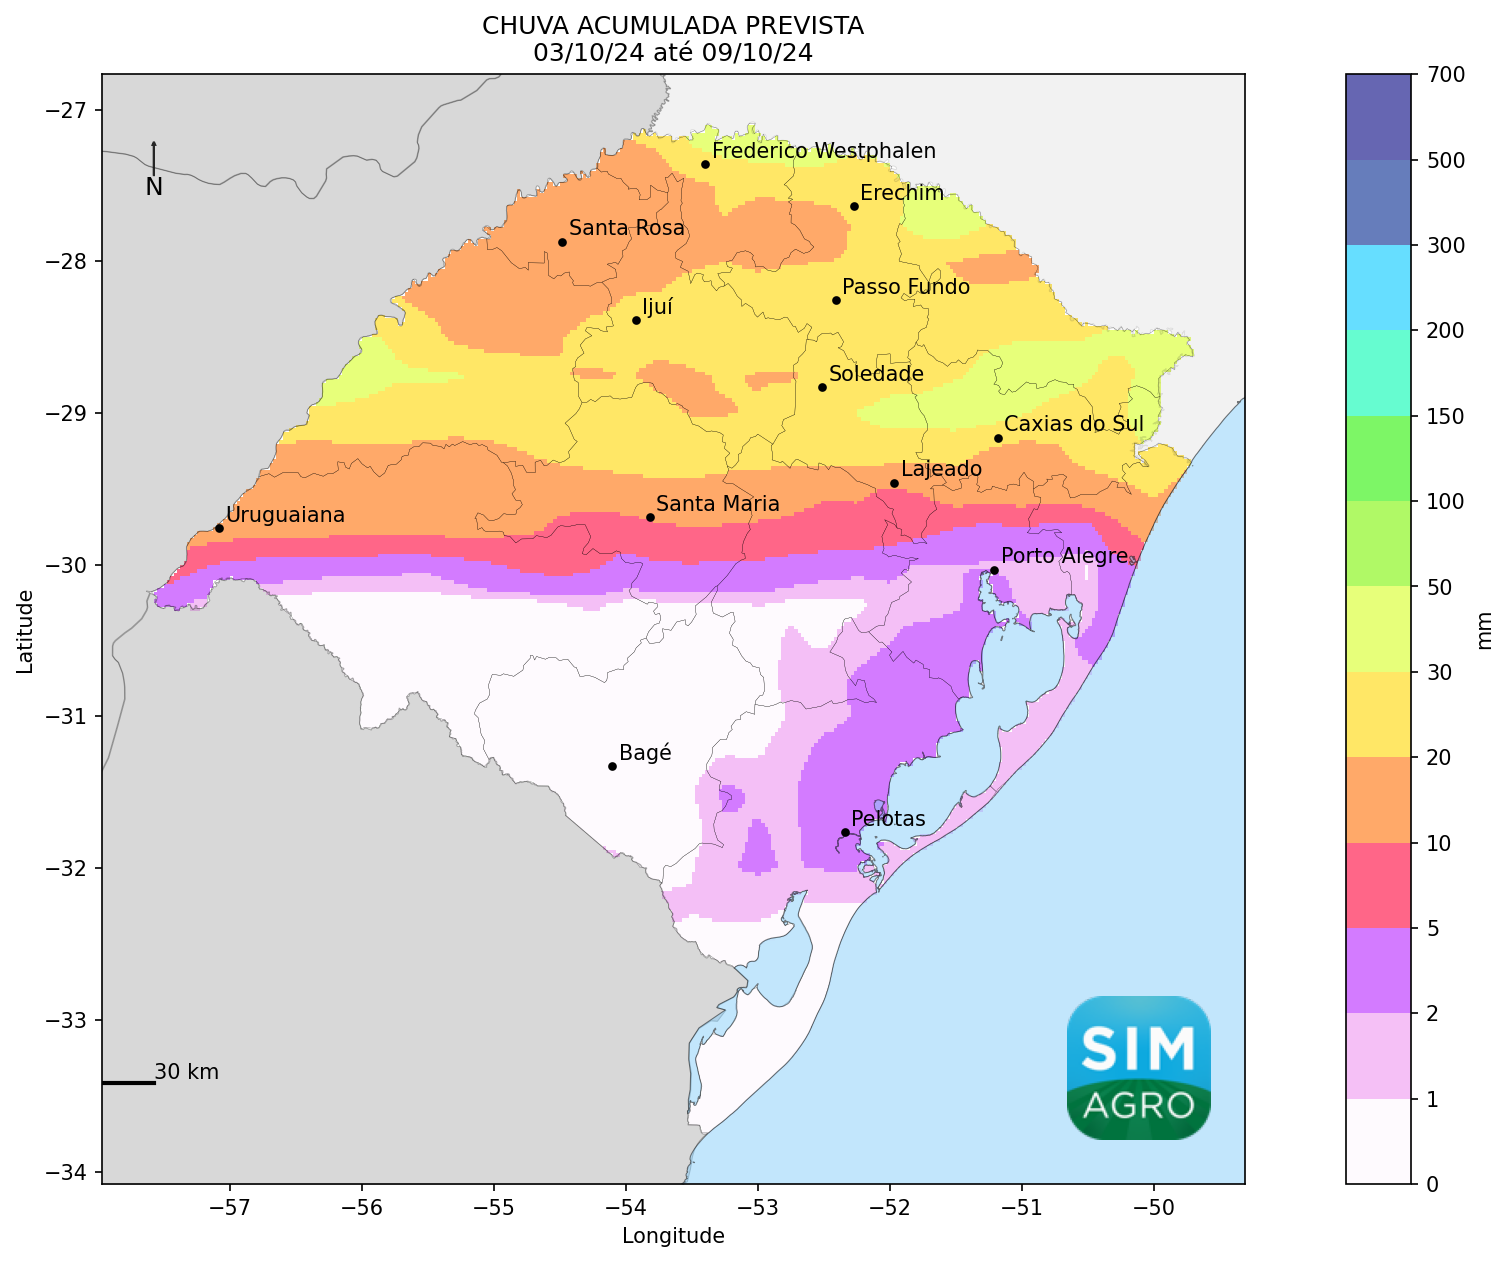 CHUVA ACUMULADA PREVISTA
03/10/24 até 09/10/24
N
Frederico Westphalen
Erechim
Santa Rosa
Passo Fundo
Ijuí
Soledade
Caxias do Sul
Lajeado
Santa Maria
Uruguaiana
Porto Alegre
Bagé
Pelotas
30 km
SIM
AGRO
−27
−28
−29
−30
−31
−32
−33
−34
Latitude
−57
−56
−55
−54
−53
−52
−51
−50
Longitude
700
500
300
200
150
100
50
30
20
10
5
2
1
0
mm